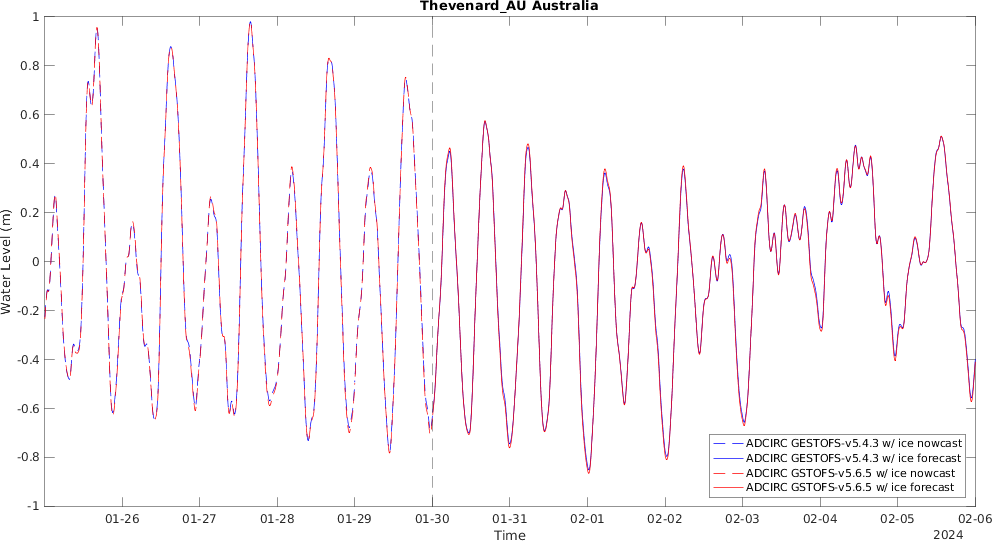 Thevenard_AU Australia
1
0.8
0.6
0.4
0.2
0
-0.2
-0.4
-0.6
-0.8
-1
Water Level (m)
ADCIRC GESTOFS-v5.4.3 w/ ice nowcast
ADCIRC GESTOFS-v5.4.3 w/ ice forecast
ADCIRC GSTOFS-v5.6.5 w/ ice nowcast
ADCIRC GSTOFS-v5.6.5 w/ ice forecast
01-26 01-27 01-28 01-29 01-30 01-31 02-01 02-02 02-03 02-04 02-05 02-06
Time
2024